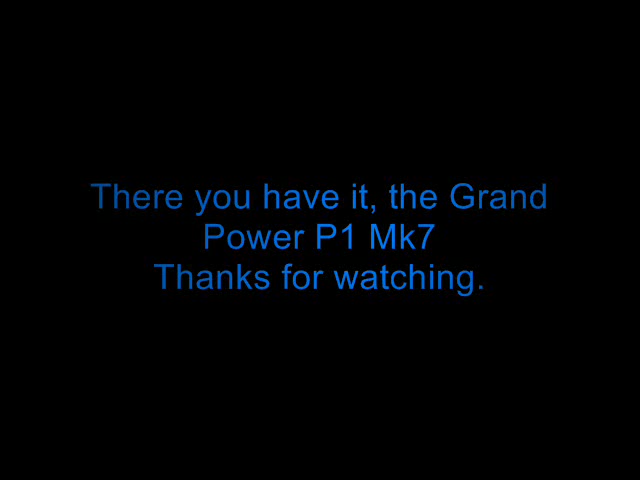 There you have it, the Grand
Power P1 Mk7
Thanks for watching.